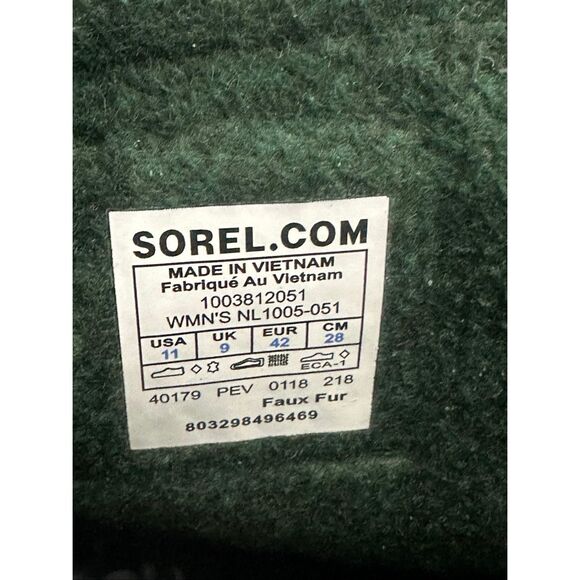 SOREL.COM
MADE IN VIETNAM
Fabriqué Au Vietnam
1003812051
WMN'S NL1005-051
USA UK EUR CM
11 9 42 28
ECA-1
40179 PEV 0118 218
Faux Fur
803298496469